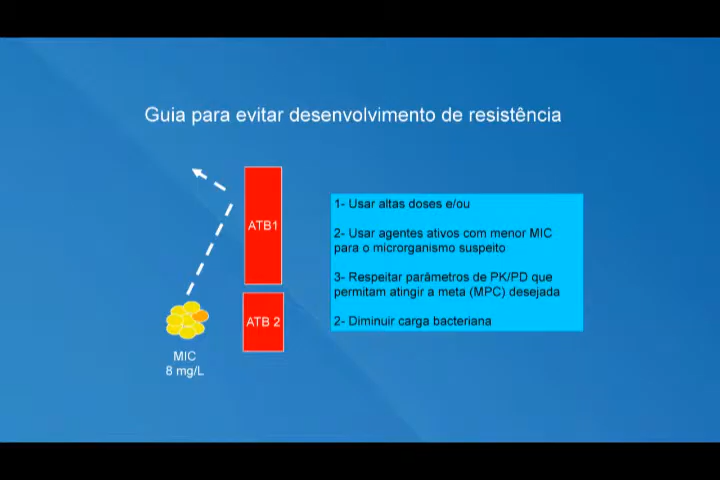 Guia para evitar desenvolvimento de resistência
ATB1
ATB 2
MIC
8 mg/L
1- Usar altas doses e/ou
2- Usar agentes ativos com menor MIC
para o microrganismo suspeito
3- Respeitar parâmetros de PK/PD que
permitam atingir a meta (MPC) desejada
2- Diminuir carga bacteriana